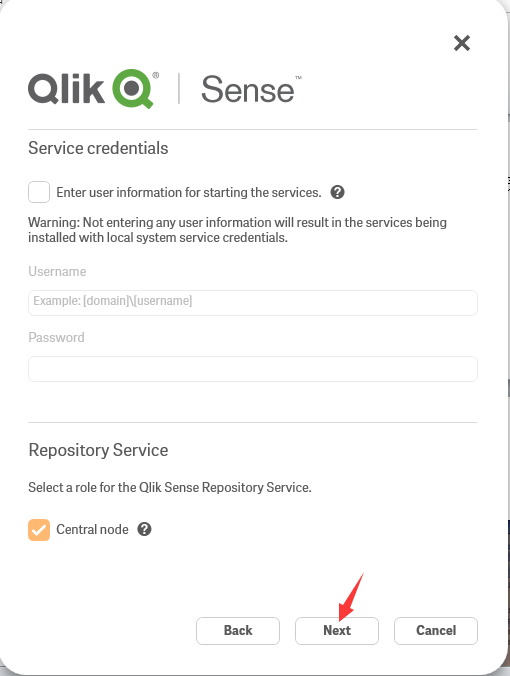 Qlik® | Sense™
Service credentials
Enter user information for starting the services. ?
Warning: Not entering any user information will result in the services being
installed with local system service credentials.
Username
Example: [domain]\[username]
Password
Repository Service
Select a role for the Qlik Sense Repository Service.
Central node ?
Back Next Cancel